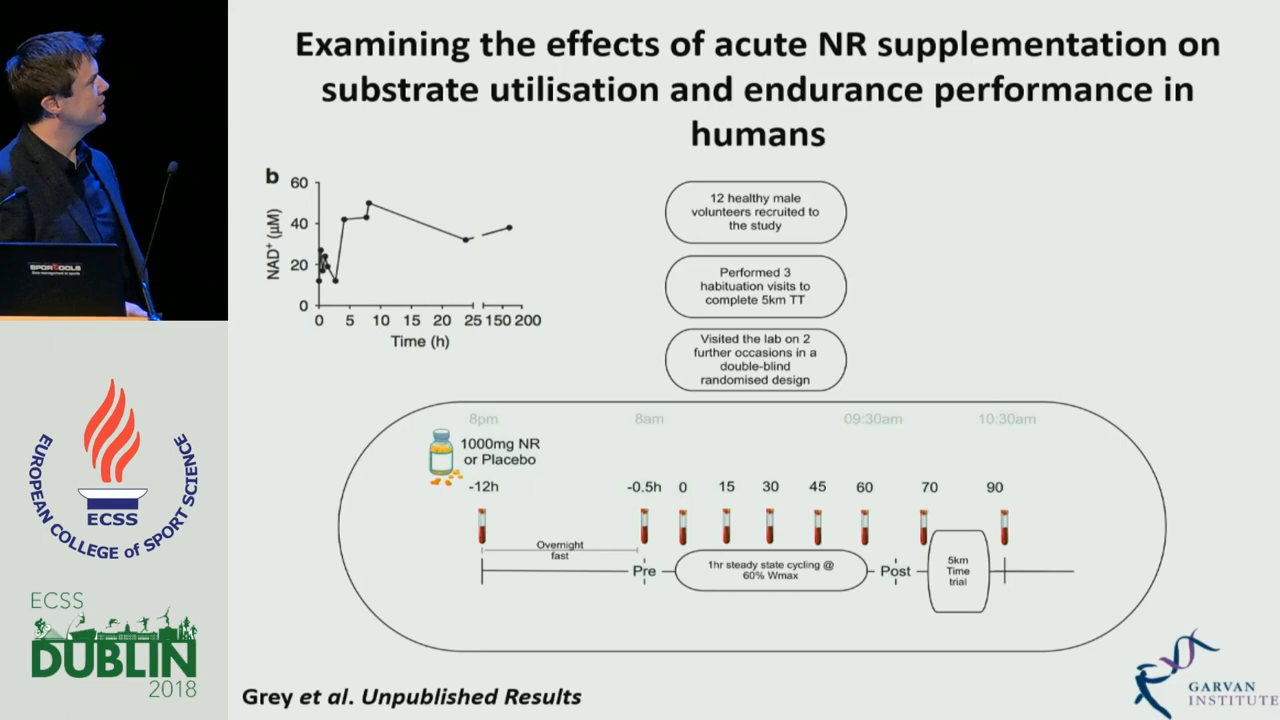 Examining the effects of acute NR supplementation on
substrate utilisation and endurance performance in
humans
b
60
40
20
0
NAD⁺ (µM)
0 5 10 15 20 25 150 200
Time (h)
12 healthy male
volunteers recruited to
the study
Performed 3
habituation visits to
complete 5km TT
Visited the lab on 2
further occasions in a
double-blind
randomised design
8pm 8am 09:30am 10:30am
1000mg NR
or Placebo
-12h -0.5h 0 15 30 45 60 70 90
Overnight
fast
Pre
1hr steady state cycling @
60% Wmax
Post
5km
Time
trial
Grey et al. Unpublished Results
GARVAN
INSTITUTE
SPORTOOLS
EUROPEAN COLLEGE of SPORT SCIENCE
ECSS
ECSS
DUBLIN
2018